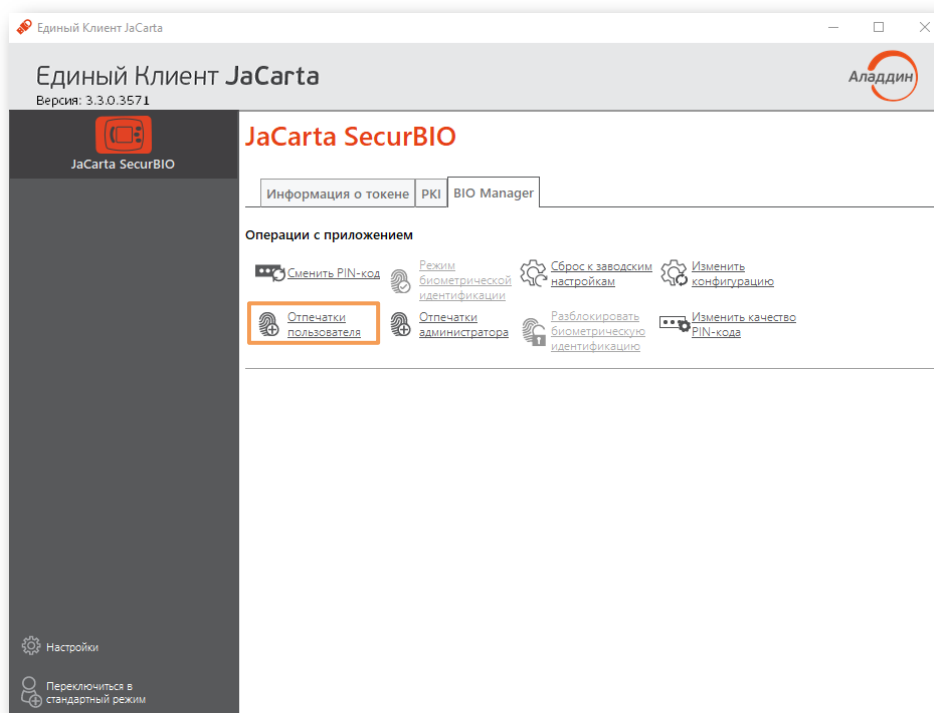 Единый Клиент JaCarta
Единый Клиент JaCarta
Аладдин
Версия: 3.3.0.3571
JaCarta SecurBIO
JaCarta SecurBIO
Информация о токене
PKI
BIO Manager
Операции с приложением
Сменить PIN-код
Режим
биометрической
идентификации
Сброс к заводским
настройкам
Изменить
конфигурацию
Отпечатки
пользователя
Отпечатки
администратора
Разблокировать
биометрическую
идентификацию
Изменить качество
PIN-кода
Настройки
Переключиться в
стандартный режим